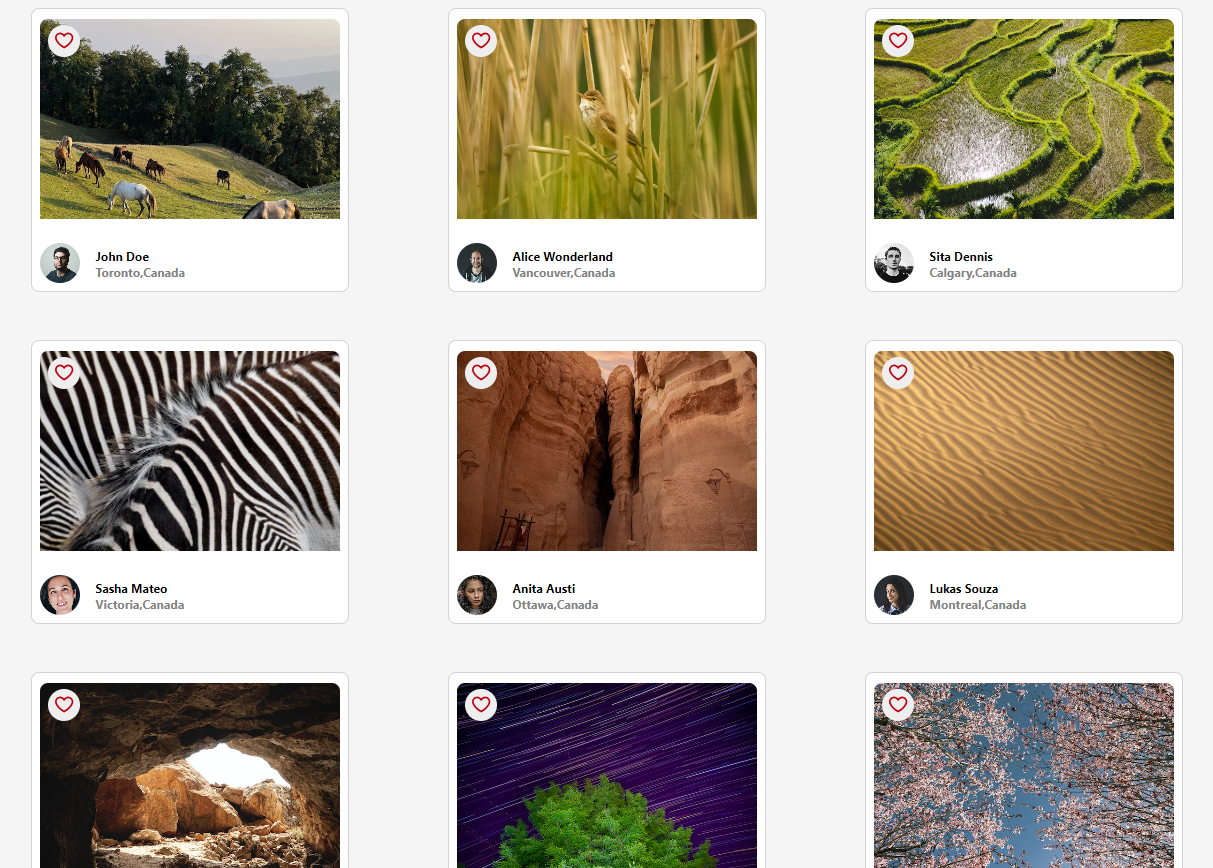 John Doe
Toronto,Canada
Alice Wonderland
Vancouver,Canada
Sita Dennis
Calgary,Canada
Sasha Mateo
Victoria,Canada
Anita Austi
Ottawa,Canada
Lukas Souza
Montreal,Canada